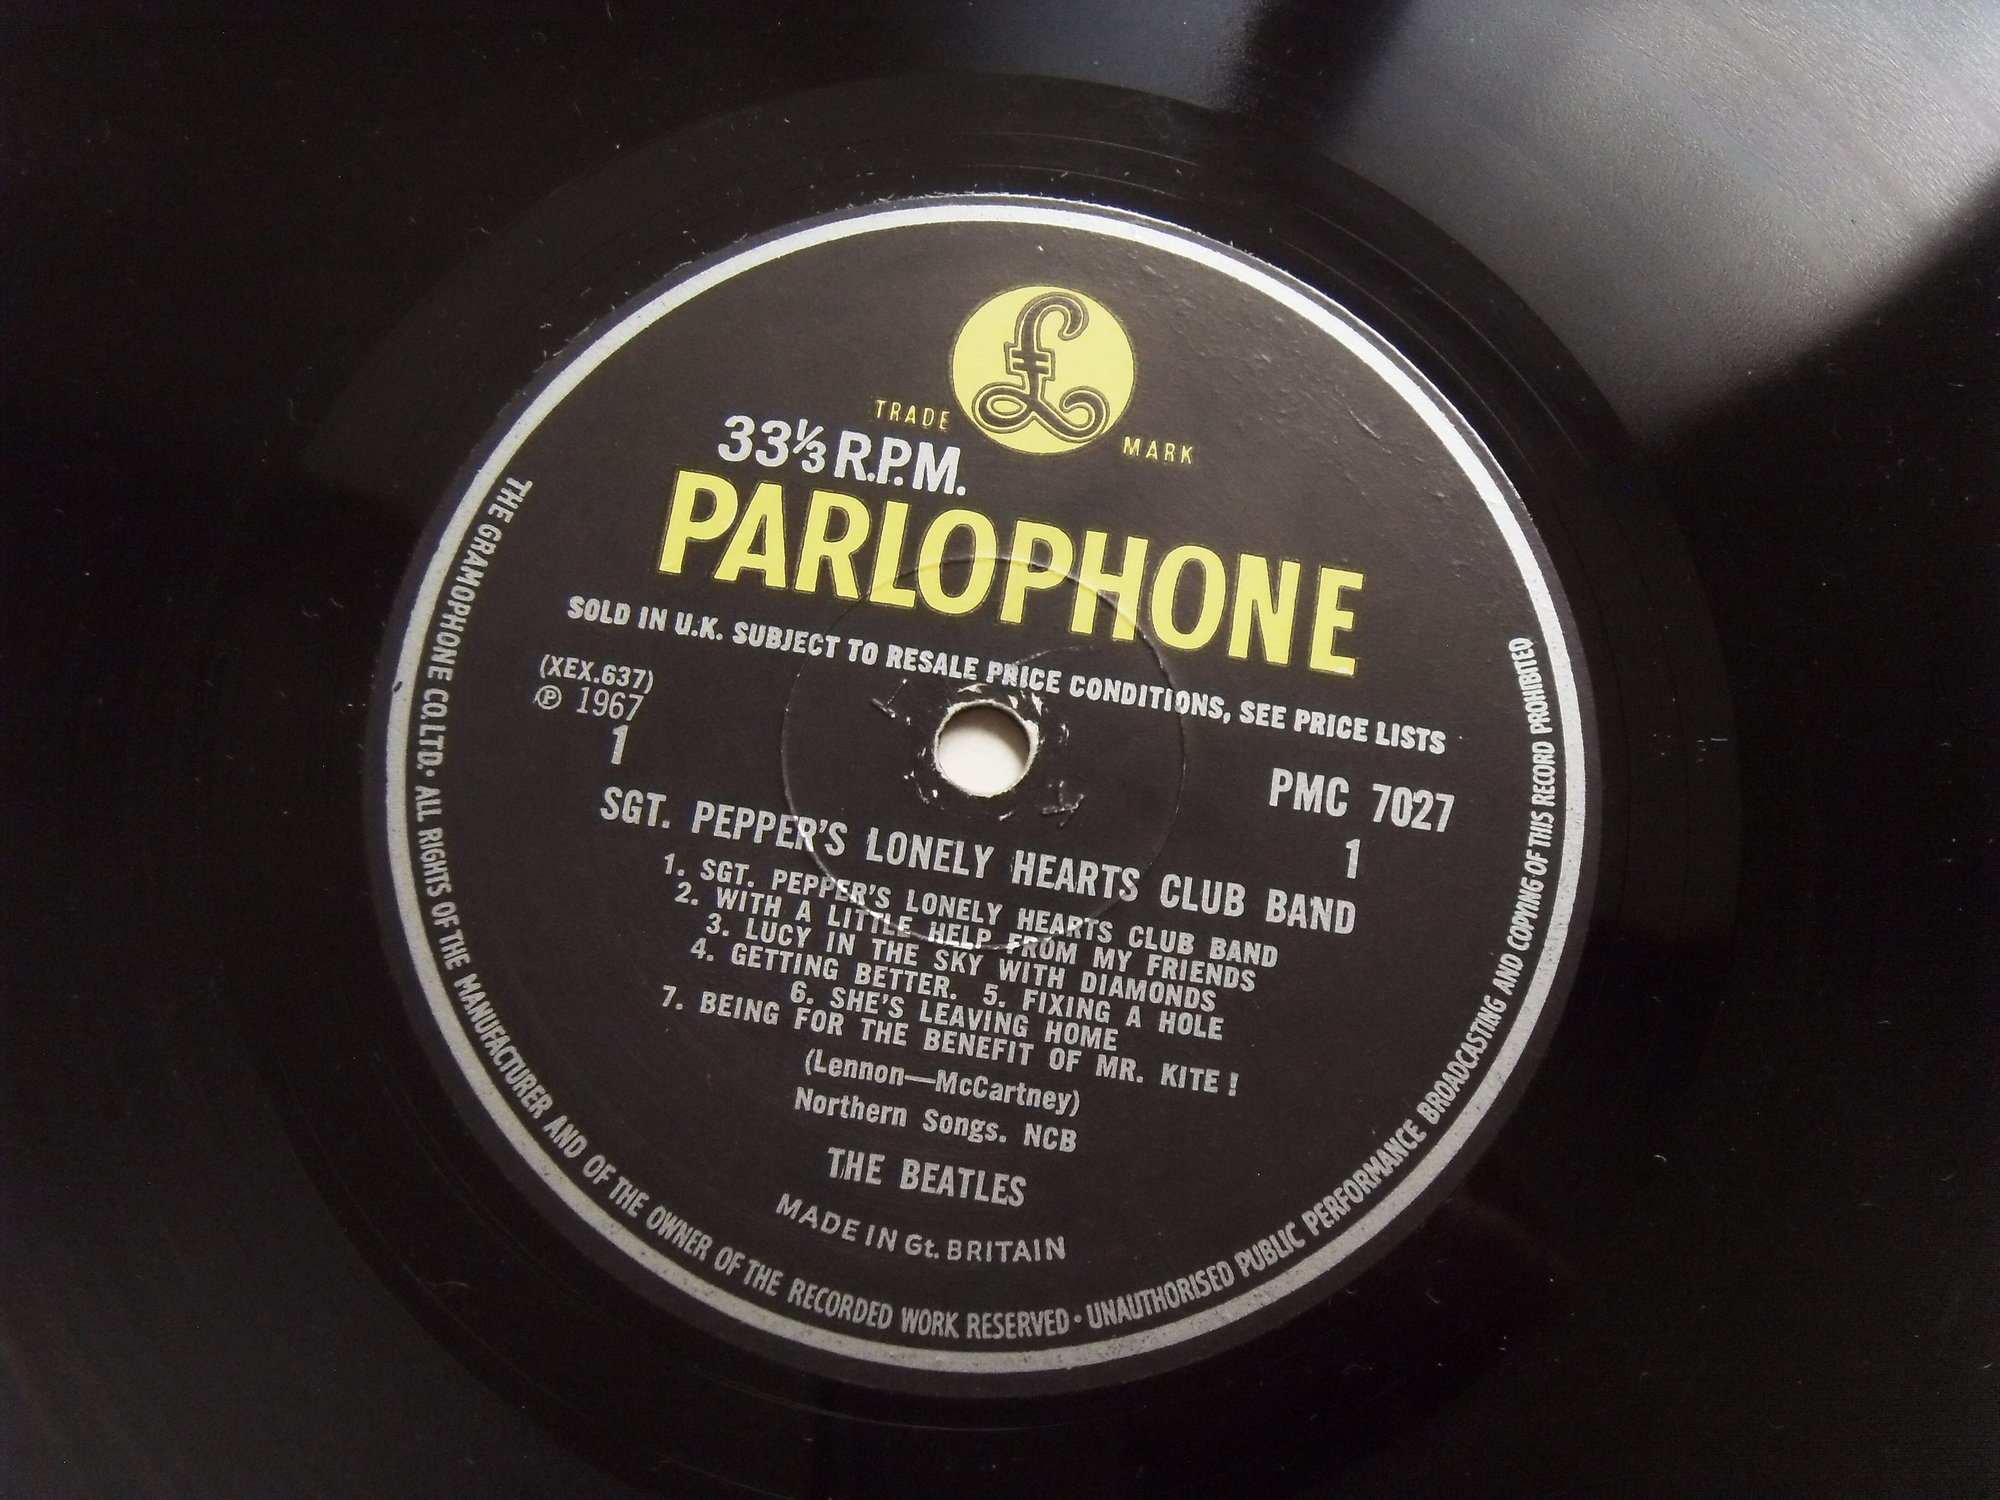 £
TRADE MARK
33⅓ R.P.M.
PARLOPHONE
SOLD IN U.K. SUBJECT TO RESALE PRICE CONDITIONS, SEE PRICE LISTS
(XEX.637)
℗ 1967
1
PMC 7027
1
SGT. PEPPER'S LONELY HEARTS CLUB BAND
1. SGT. PEPPER'S LONELY HEARTS CLUB BAND
2. WITH A LITTLE HELP FROM MY FRIENDS
3. LUCY IN THE SKY WITH DIAMONDS
4. GETTING BETTER. 5. FIXING A HOLE
6. SHE'S LEAVING HOME
7. BEING FOR THE BENEFIT OF MR. KITE!
(Lennon—McCartney)
Northern Songs. NCB
THE BEATLES
MADE IN Gt. BRITAIN
THE GRAMOPHONE CO. LTD. • ALL RIGHTS OF THE MANUFACTURER AND OF THE OWNER OF THE RECORDED WORK RESERVED • UNAUTHORISED PUBLIC PERFORMANCE BROADCASTING AND COPYING OF THIS RECORD PROHIBITED